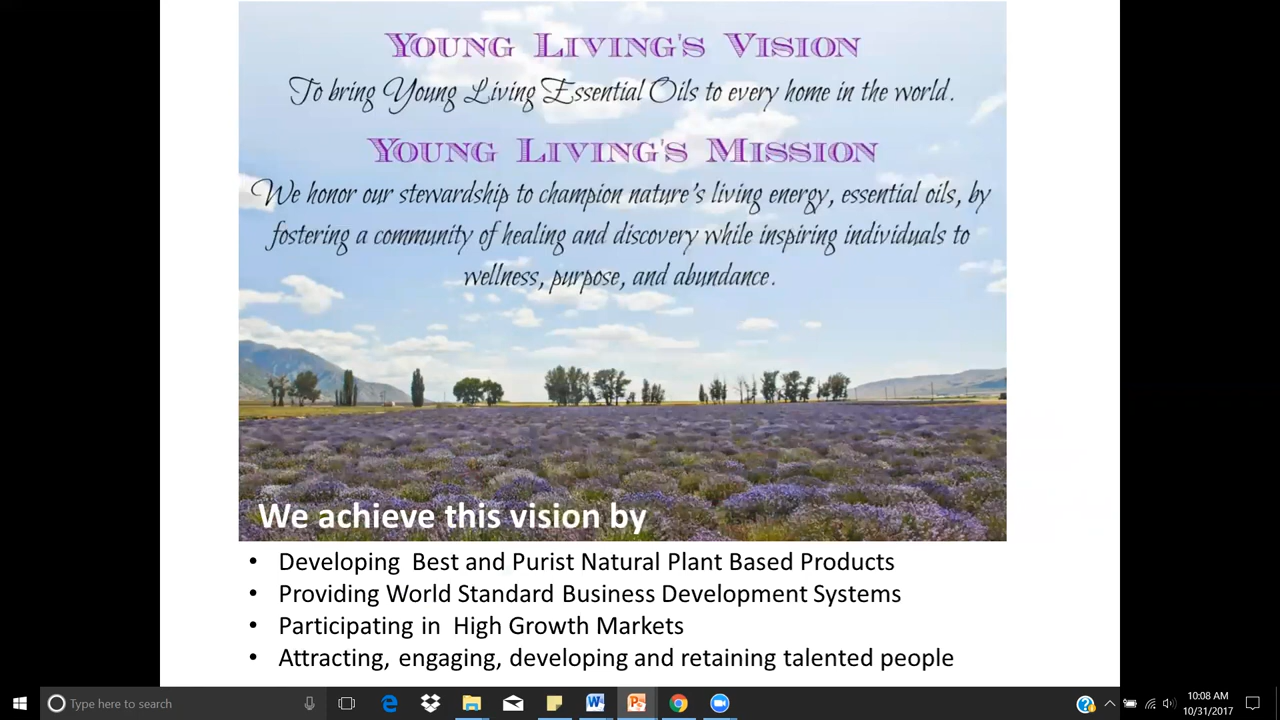 Young Living's Vision
To bring Young Living Essential Oils to every home in the world.
Young Living's Mission
We honor our stewardship to champion nature's living energy, essential oils, by
fostering a community of healing and discovery while inspiring individuals to
wellness, purpose, and abundance.
We achieve this vision by
• Developing Best and Purist Natural Plant Based Products
• Providing World Standard Business Development Systems
• Participating in High Growth Markets
• Attracting, engaging, developing and retaining talented people
Type here to search
10:08 AM
10/31/2017